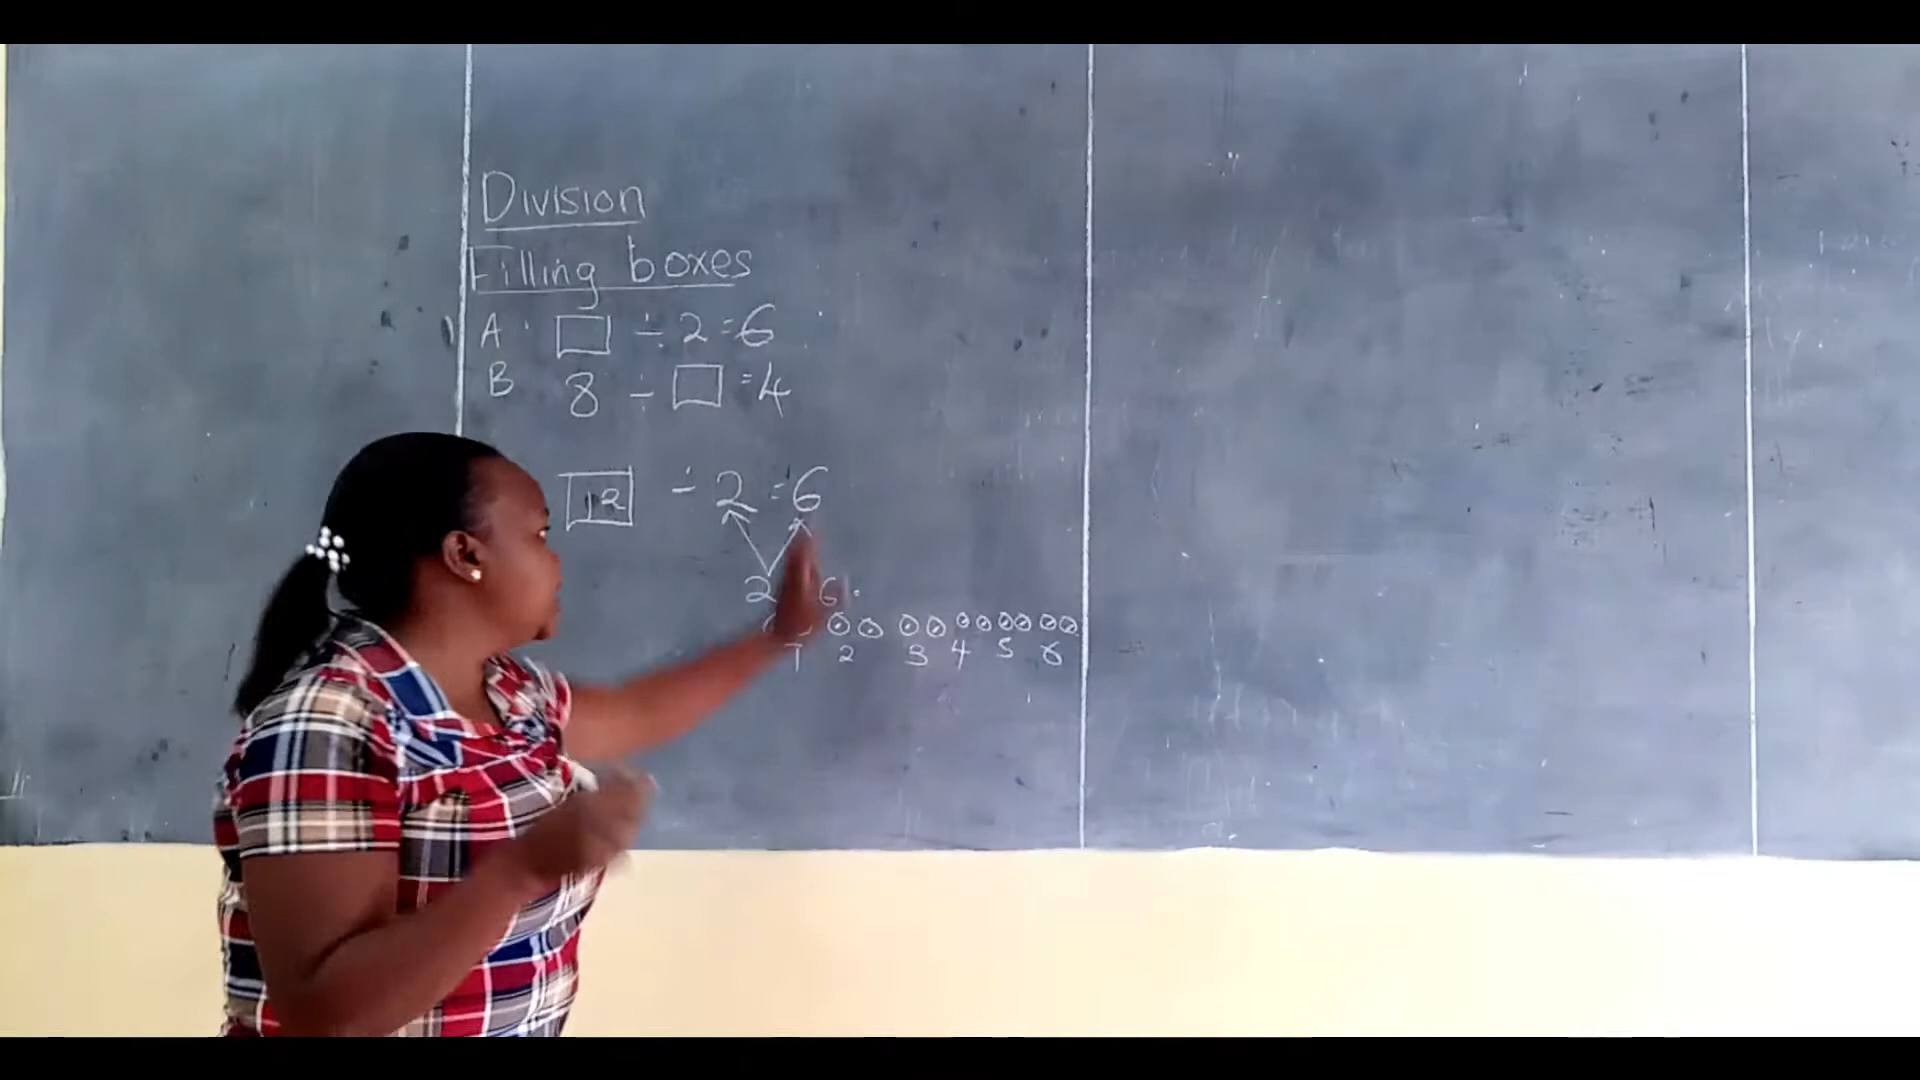 Division
Filling boxes
A. □ ÷ 2 = 6
B 8 ÷ □ = 4
12 ÷ 2 = 6
2 6.
1 2 3 4 5 6